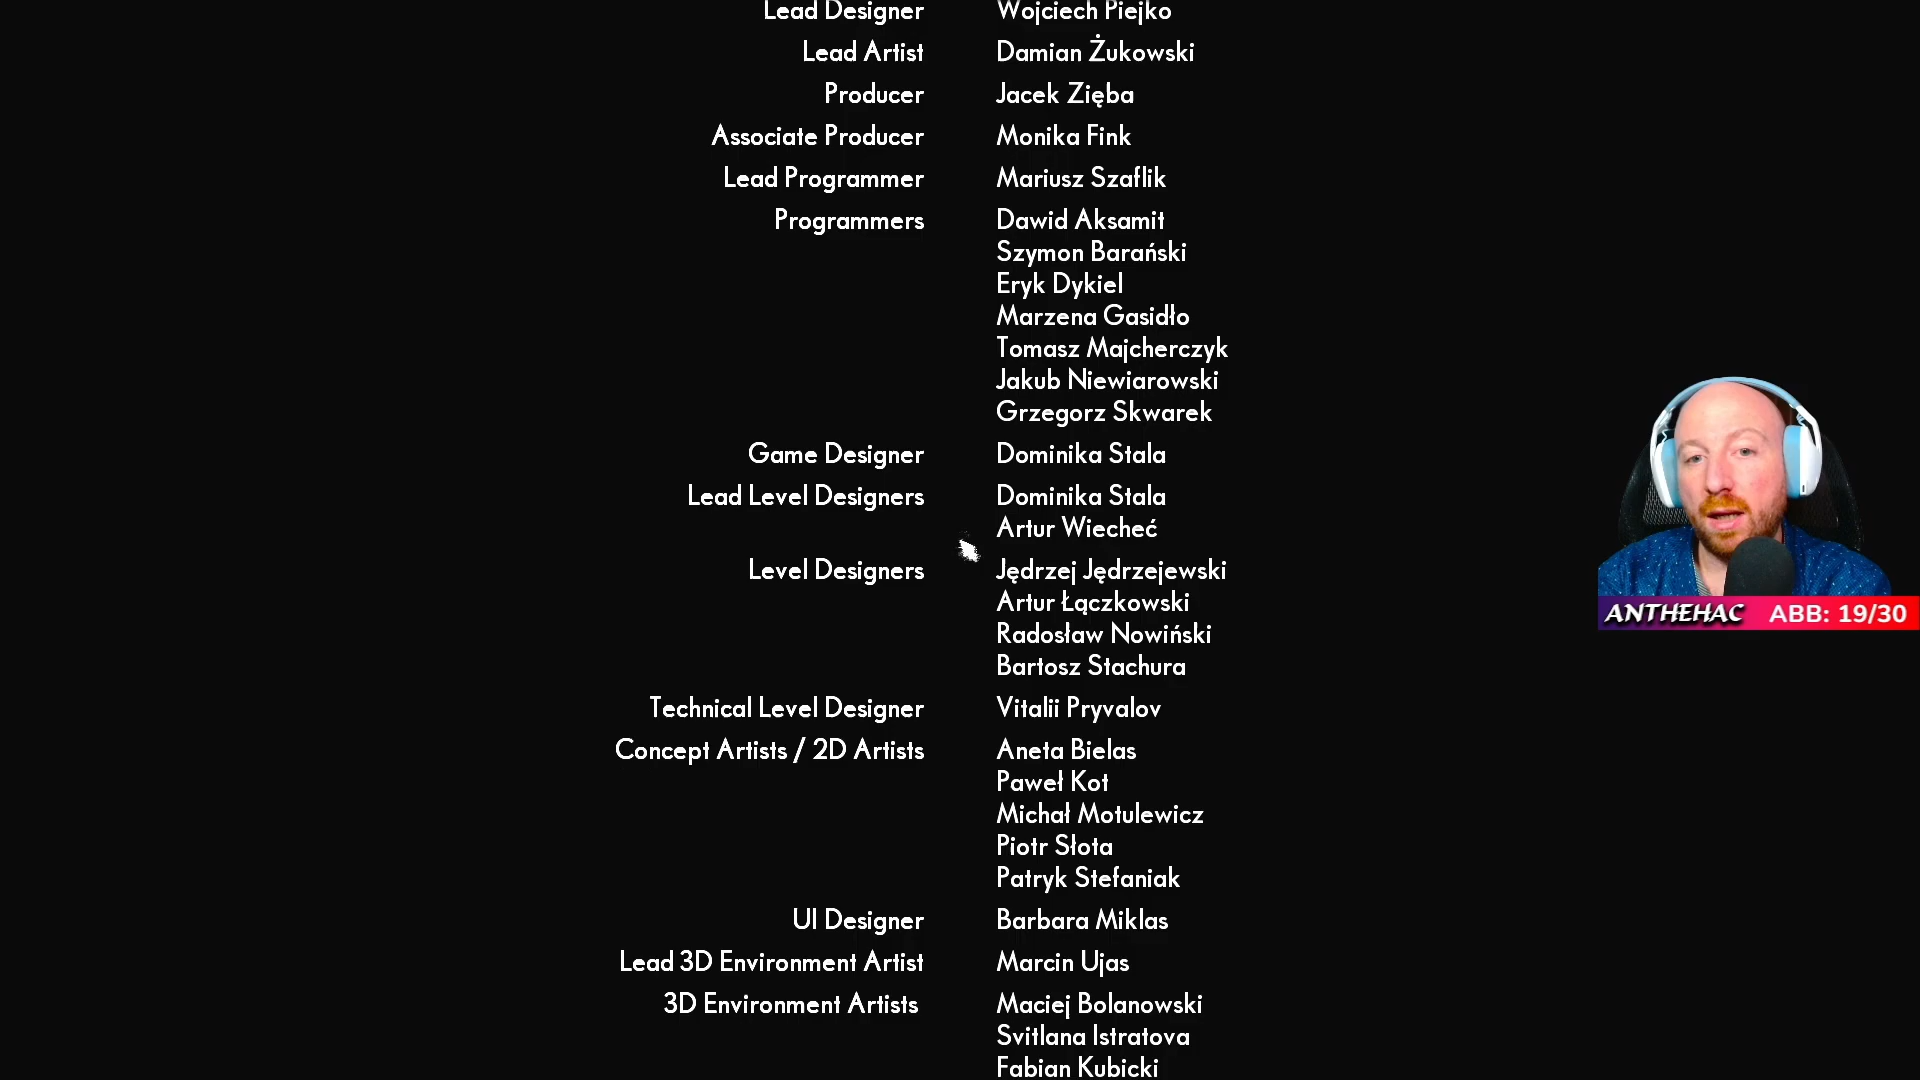 Lead Designer Wojciech Piejko
Lead Artist Damian Żukowski
Producer Jacek Zięba
Associate Producer Monika Fink
Lead Programmer Mariusz Szaflik
Programmers Dawid Aksamit
Szymon Barański
Eryk Dykiel
Marzena Gasidło
Tomasz Majcherczyk
Jakub Niewiarowski
Grzegorz Skwarek
Game Designer Dominika Stala
Lead Level Designers Dominika Stala
Artur Wiecheć
Level Designers Jędrzej Jędrzejewski
Artur Łączkowski
Radosław Nowiński
Bartosz Stachura
Technical Level Designer Vitalii Pryvalov
Concept Artists / 2D Artists Aneta Bielas
Paweł Kot
Michał Motulewicz
Piotr Słota
Patryk Stefaniak
UI Designer Barbara Miklas
Lead 3D Environment Artist Marcin Ujas
3D Environment Artists Maciej Bolanowski
Svitlana Istratova
Fabian Kubicki
ANTHEHAC ABB: 19/30